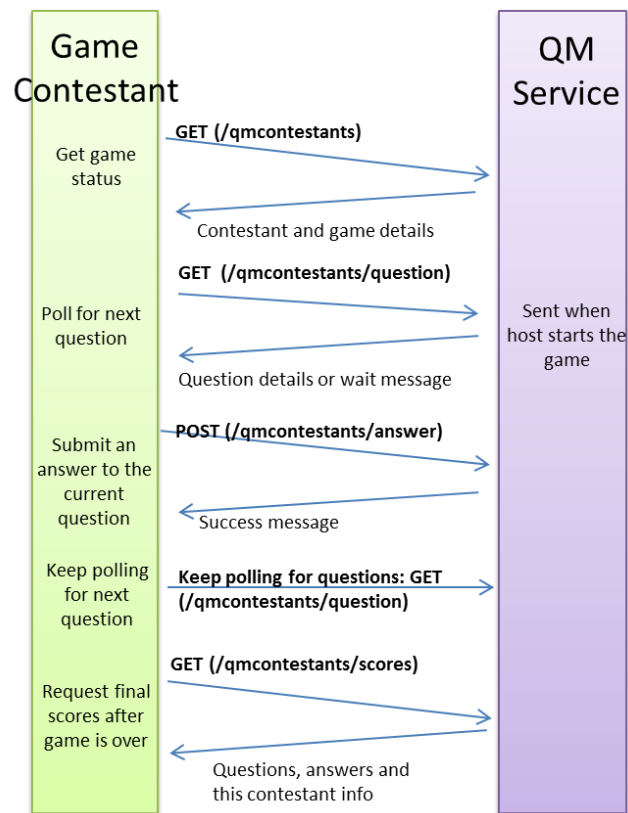 Game
Contestant
QM
Service
GET (/qmcontestants)
Get game
status
Contestant and game details
GET  (/qmcontestants/question)
Poll for next
question
Sent when
host starts the
game
Question details or wait message
POST (/qmcontestants/answer)
Submit an
answer to the
current
question
Success message
Keep polling
for next
question
Keep polling for questions: GET
(/qmcontestants/question)
GET (/qmcontestants/scores)
Request final
scores after
game is over
Questions, answers and
this contestant info